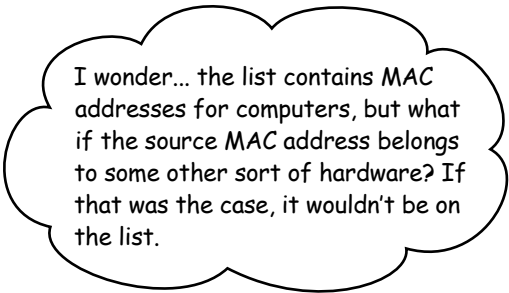 I wonder... the list contains MAC
addresses for computers, but what
if the source MAC address belongs
to some other sort of hardware? If
that was the case, it wouldn't be on
the list.